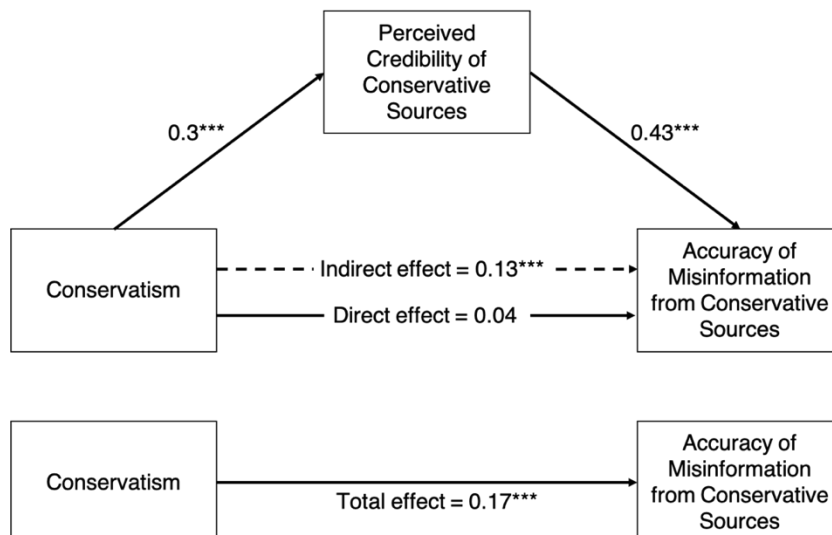 Perceived
Credibility of
Conservative
Sources
0.3***
0.43***
Conservatism
Indirect effect = 0.13***
Direct effect = 0.04
Accuracy of
Misinformation
from Conservative
Sources
Conservatism
Total effect = 0.17***
Accuracy of
Misinformation
from Conservative
Sources